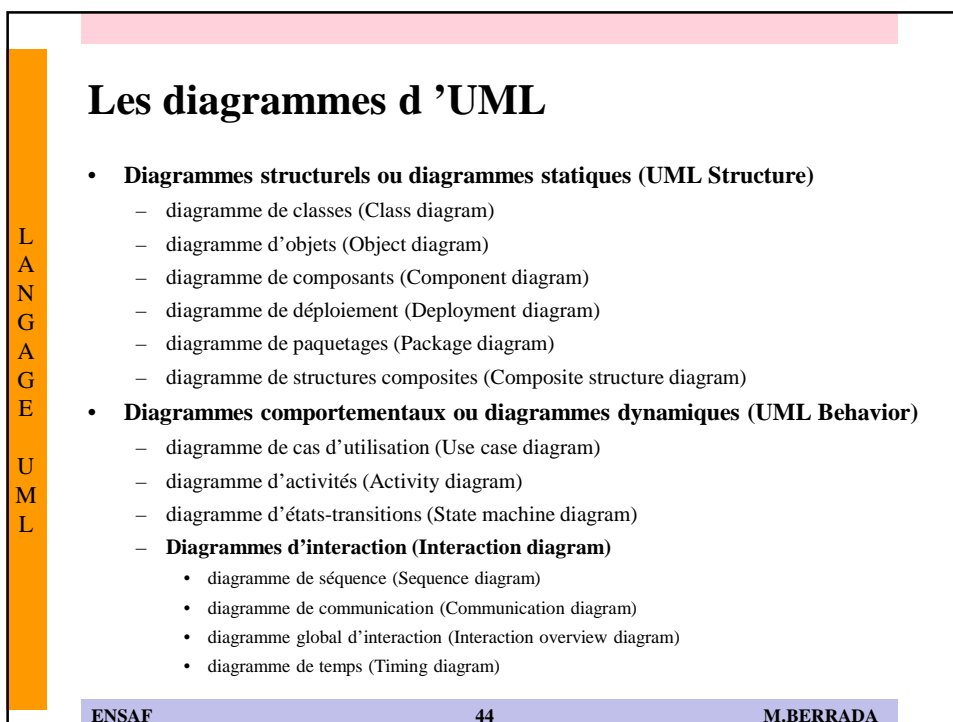 Les diagrammes d ’UML
• Diagrammes structurels ou diagrammes statiques (UML Structure)
– diagramme de classes (Class diagram)
– diagramme d’objets (Object diagram)
– diagramme de composants (Component diagram)
– diagramme de déploiement (Deployment diagram)
– diagramme de paquetages (Package diagram)
– diagramme de structures composites (Composite structure diagram)
• Diagrammes comportementaux ou diagrammes dynamiques (UML Behavior)
– diagramme de cas d’utilisation (Use case diagram)
– diagramme d’activités (Activity diagram)
– diagramme d’états-transitions (State machine diagram)
– Diagrammes d’interaction (Interaction diagram)
• diagramme de séquence (Sequence diagram)
• diagramme de communication (Communication diagram)
• diagramme global d’interaction (Interaction overview diagram)
• diagramme de temps (Timing diagram)
LANGAGE UML
ENSAF 44 M.BERRADA